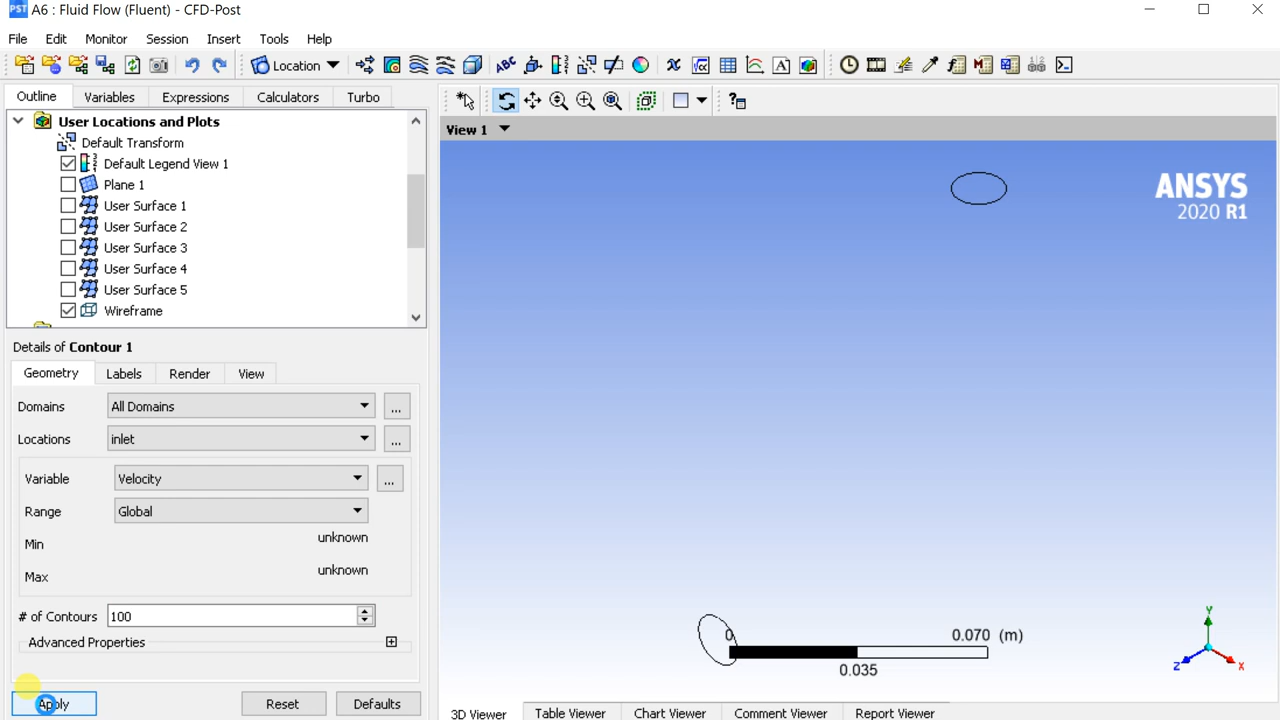 PST A6 : Fluid Flow (Fluent) - CFD-Post
File Edit Monitor Session Insert Tools Help
Location
Outline Variables Expressions Calculators Turbo
User Locations and Plots
Default Transform
Default Legend View 1
Plane 1
User Surface 1
User Surface 2
User Surface 3
User Surface 4
User Surface 5
Wireframe
Details of Contour 1
Geometry Labels Render View
Domains All Domains ...
Locations inlet ...
Variable Velocity ...
Range Global
Min unknown
Max unknown
# of Contours 100
Advanced Properties
Apply Reset Defaults
View 1
ANSYS
2020 R1
0 0.070 (m)
0.035
Y
Z X
3D Viewer Table Viewer Chart Viewer Comment Viewer Report Viewer